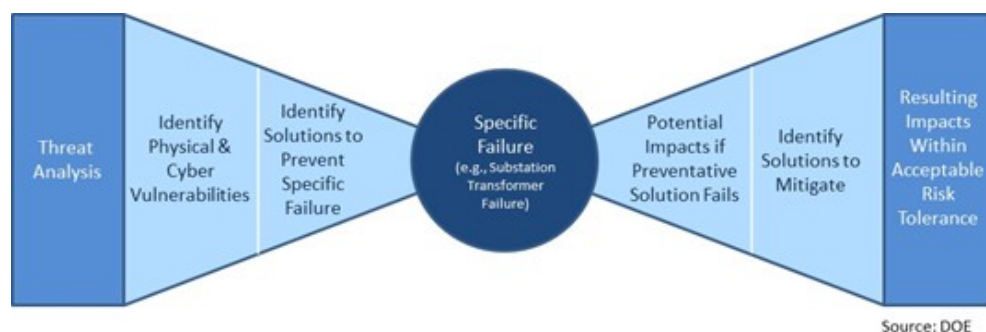 Threat
Analysis
Identify
Physical &
Cyber
Vulnerabilities
Identify
Solutions to
Prevent
Specific
Failure
Specific
Failure
(e.g., Substation
Transformer
Failure)
Potential
Impacts if
Preventative
Solution Fails
Identify
Solutions to
Mitigate
Resulting
Impacts
Within
Acceptable
Risk
Tolerance
Source: DOE